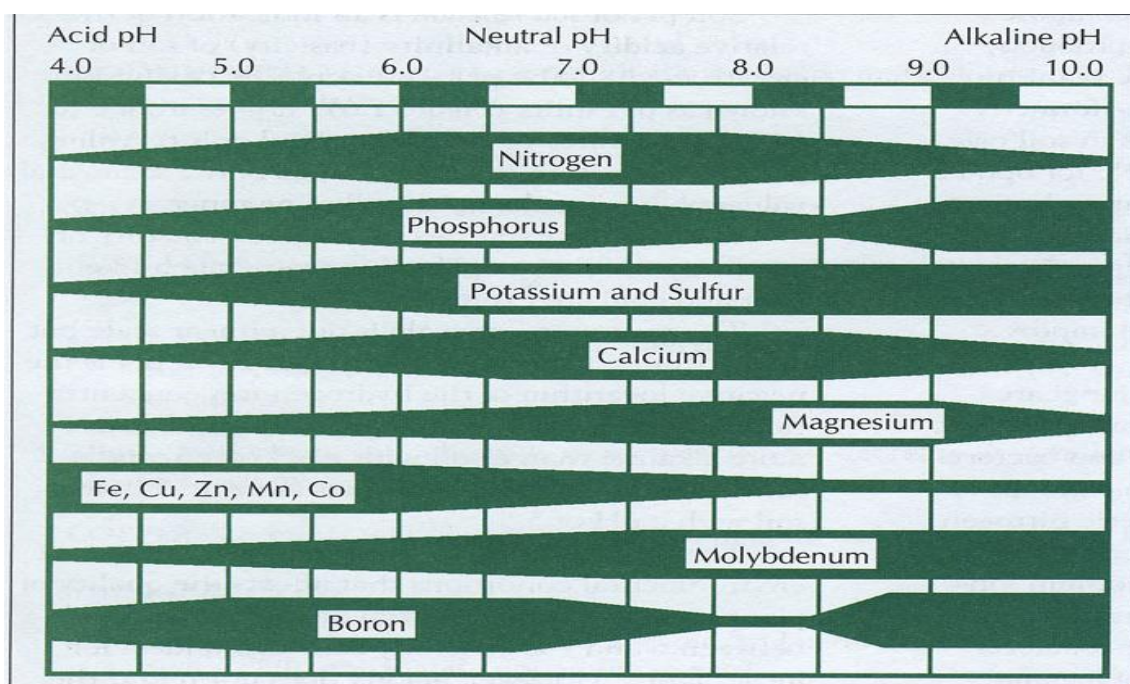 Acid pH Neutral pH Alkaline pH
4.0 5.0 6.0 7.0 8.0 9.0 10.0
Nitrogen
Phosphorus
Potassium and Sulfur
Calcium
Magnesium
Fe, Cu, Zn, Mn, Co
Molybdenum
Boron